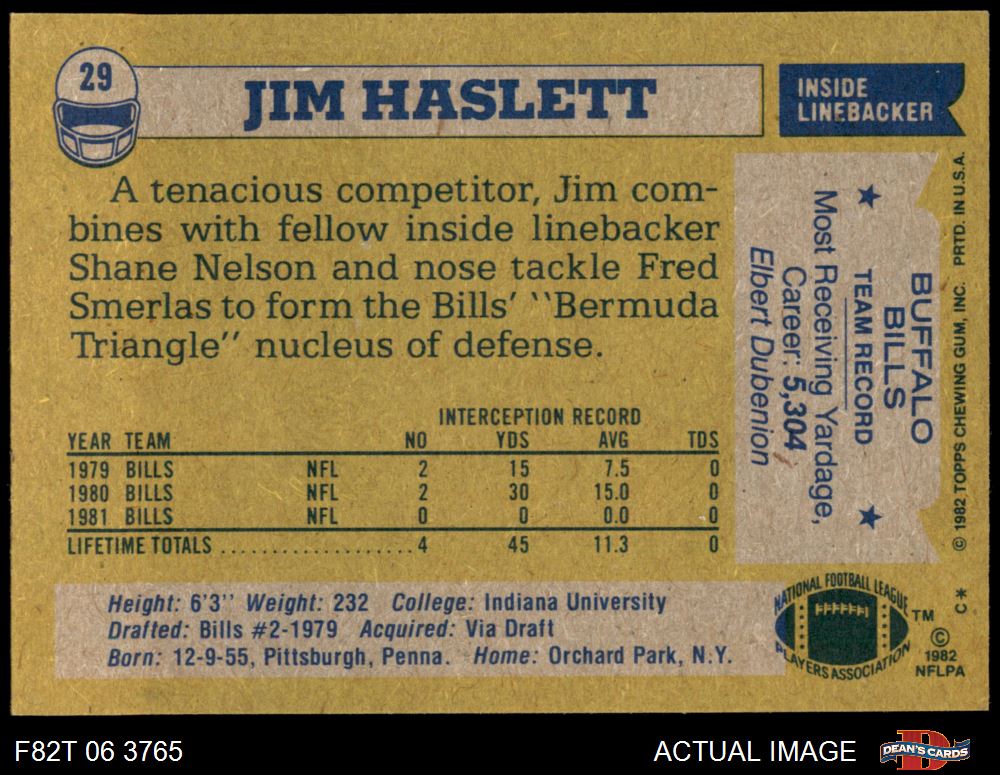 29
JIM HASLETT
INSIDE
LINEBACKER
A tenacious competitor, Jim com-
bines with fellow inside linebacker
Shane Nelson and nose tackle Fred
Smerlas to form the Bills' ``Bermuda
Triangle'' nucleus of defense.
BUFFALO
BILLS
★ TEAM RECORD ★
Most Receiving Yardage,
Career: 5,304
Elbert Dubenion
© 1982 TOPPS CHEWING GUM, INC. PRTD. IN U.S.A.
INTERCEPTION RECORD
YEAR TEAM NO YDS AVG TDS
1979 BILLS NFL 2 15 7.5 0
1980 BILLS NFL 2 30 15.0 0
1981 BILLS NFL 0 0 0.0 0
LIFETIME TOTALS ....................4 45 11.3 0
Height: 6'3'' Weight: 232 College: Indiana University
Drafted: Bills #2-1979 Acquired: Via Draft
Born: 12-9-55, Pittsburgh, Penna. Home: Orchard Park, N.Y.
NATIONAL FOOTBALL LEAGUE
PLAYERS ASSOCIATION
TM
C*
©
1982
NFLPA
F82T 06 3765
ACTUAL IMAGE
DEAN'S CARDS